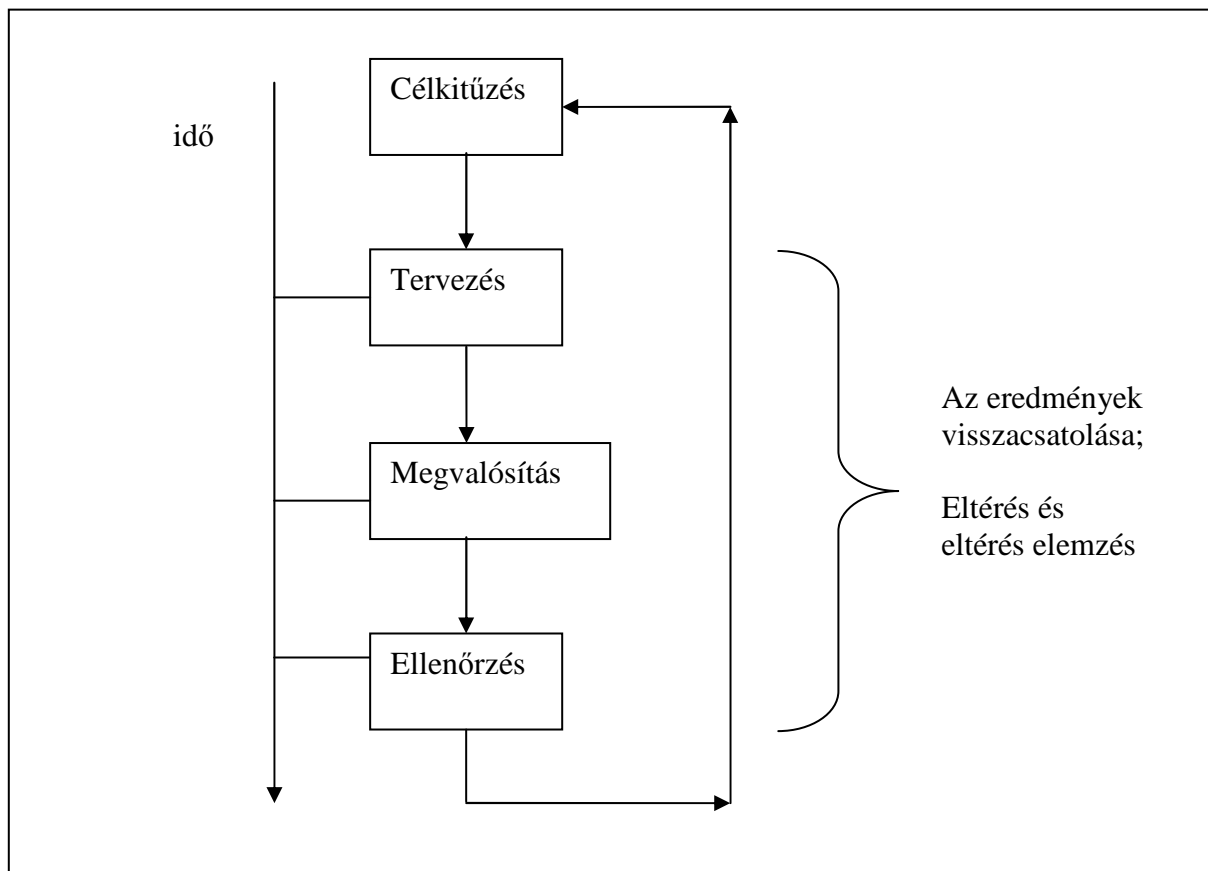 Célkitűzés
idő
Tervezés
Megvalósítás
Ellenőrzés
Az eredmények
visszacsatolása;
Eltérés és
eltérés elemzés